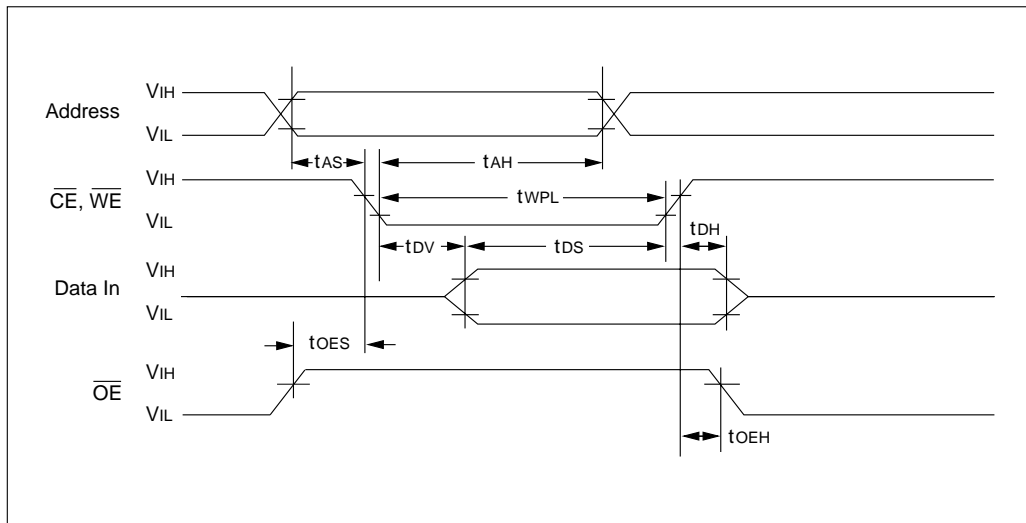 VIH
Address
VIL
tAS
tAH
VIH
CE, WE
tWPL
VIL
tDV
tDS
tDH
VIH
Data In
VIL
tOES
VIH
OE
VIL
tOEH